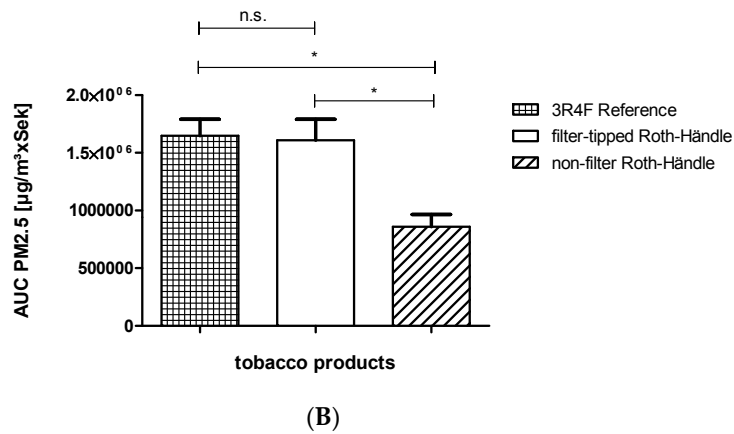 n.s.
*
*
AUC PM2.5 [µg/m³xSek]
2.0×10⁰⁶
1.5×10⁰⁶
1000000
500000
0
tobacco products
3R4F Reference
filter-tipped Roth-Händle
non-filter Roth-Händle
(B)